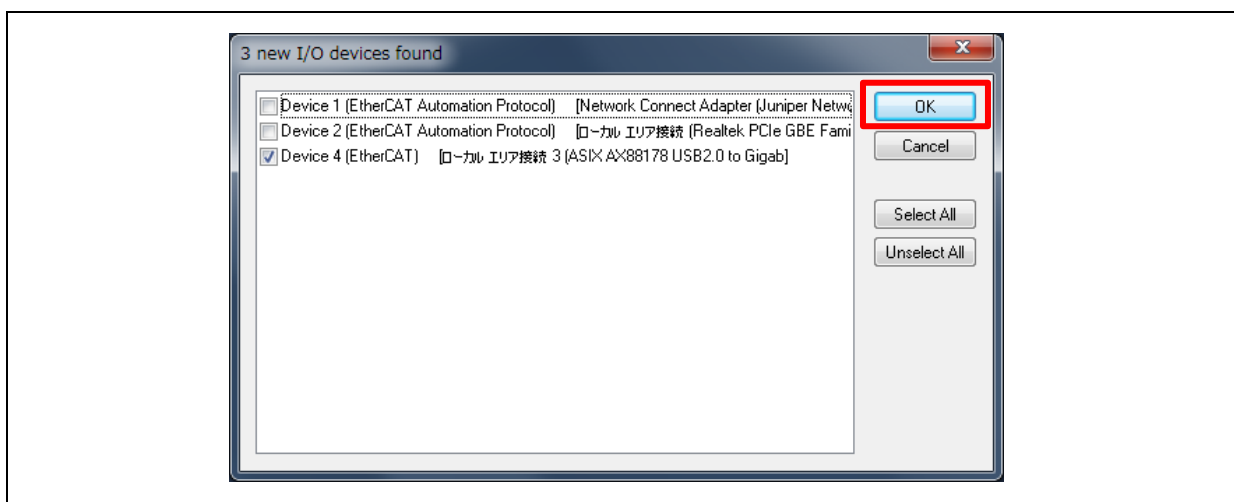 3 new I/O devices found
Device 1 (EtherCAT Automation Protocol) [Network Connect Adapter (Juniper Netwo
OK
Device 2 (EtherCAT Automation Protocol) [ローカル エリア接続 (Realtek PCIe GBE Fami
Cancel
Device 4 (EtherCAT) [ローカル エリア接続 3 (ASIX AX88178 USB2.0 to Gigab]
Select All
Unselect All